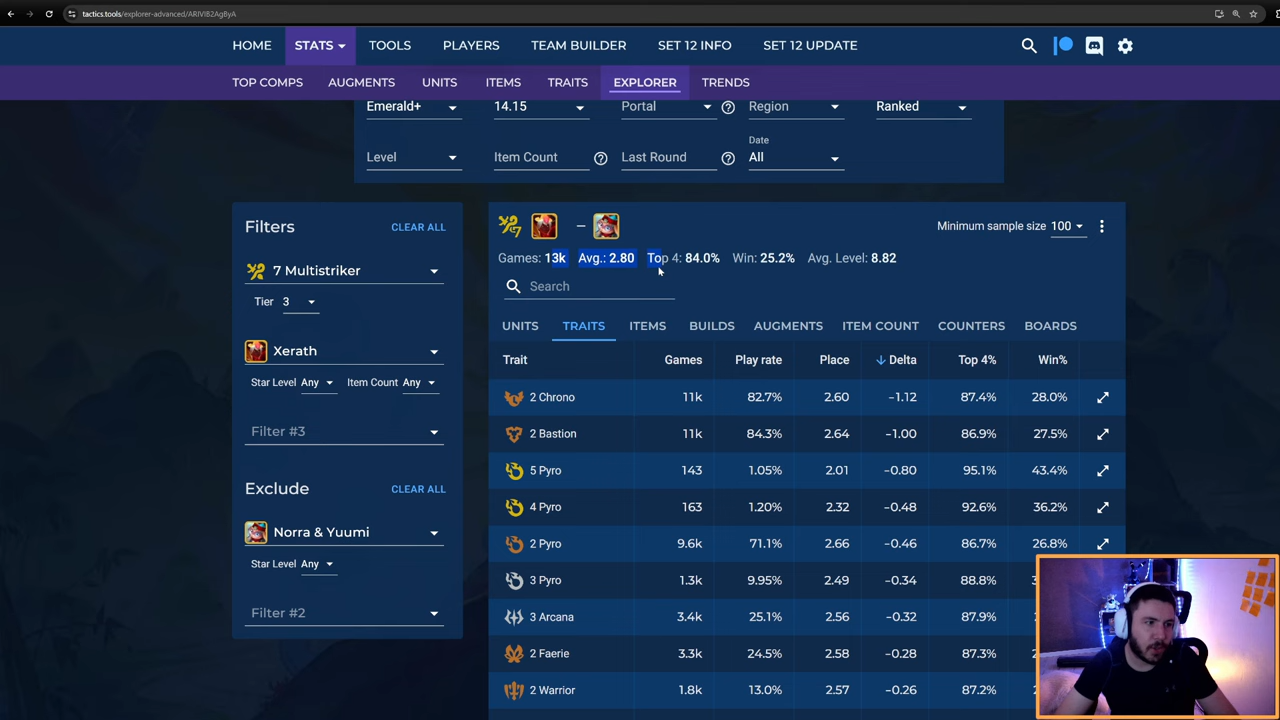 tactics.tools/explorer-advanced/ARIVIB2AgByA
HOME STATS TOOLS PLAYERS TEAM BUILDER SET 12 INFO SET 12 UPDATE
TOP COMPS AUGMENTS UNITS ITEMS TRAITS EXPLORER TRENDS
Emerald+ 14.15 Portal Region Ranked
Date
Level Item Count Last Round All
Filters CLEAR ALL
7 Multistriker
Tier 3
Xerath
Star Level Any Item Count Any
Filter #3
Exclude CLEAR ALL
Norra & Yuumi
Star Level Any
Filter #2
7 – Minimum sample size 100
Games: 13k Avg.: 2.80 Top 4: 84.0% Win: 25.2% Avg. Level: 8.82
Search
UNITS TRAITS ITEMS BUILDS AUGMENTS ITEM COUNT COUNTERS BOARDS
Trait Games Play rate Place Delta Top 4% Win%
2 Chrono 11k 82.7% 2.60 −1.12 87.4% 28.0%
2 Bastion 11k 84.3% 2.64 −1.00 86.9% 27.5%
5 Pyro 143 1.05% 2.01 −0.80 95.1% 43.4%
4 Pyro 163 1.20% 2.32 −0.48 92.6% 36.2%
2 Pyro 9.6k 71.1% 2.66 −0.46 86.7% 26.8%
3 Pyro 1.3k 9.95% 2.49 −0.34 88.8%
3 Arcana 3.4k 25.1% 2.56 −0.32 87.9%
2 Faerie 3.3k 24.5% 2.58 −0.28 87.3%
2 Warrior 1.8k 13.0% 2.57 −0.26 87.2%